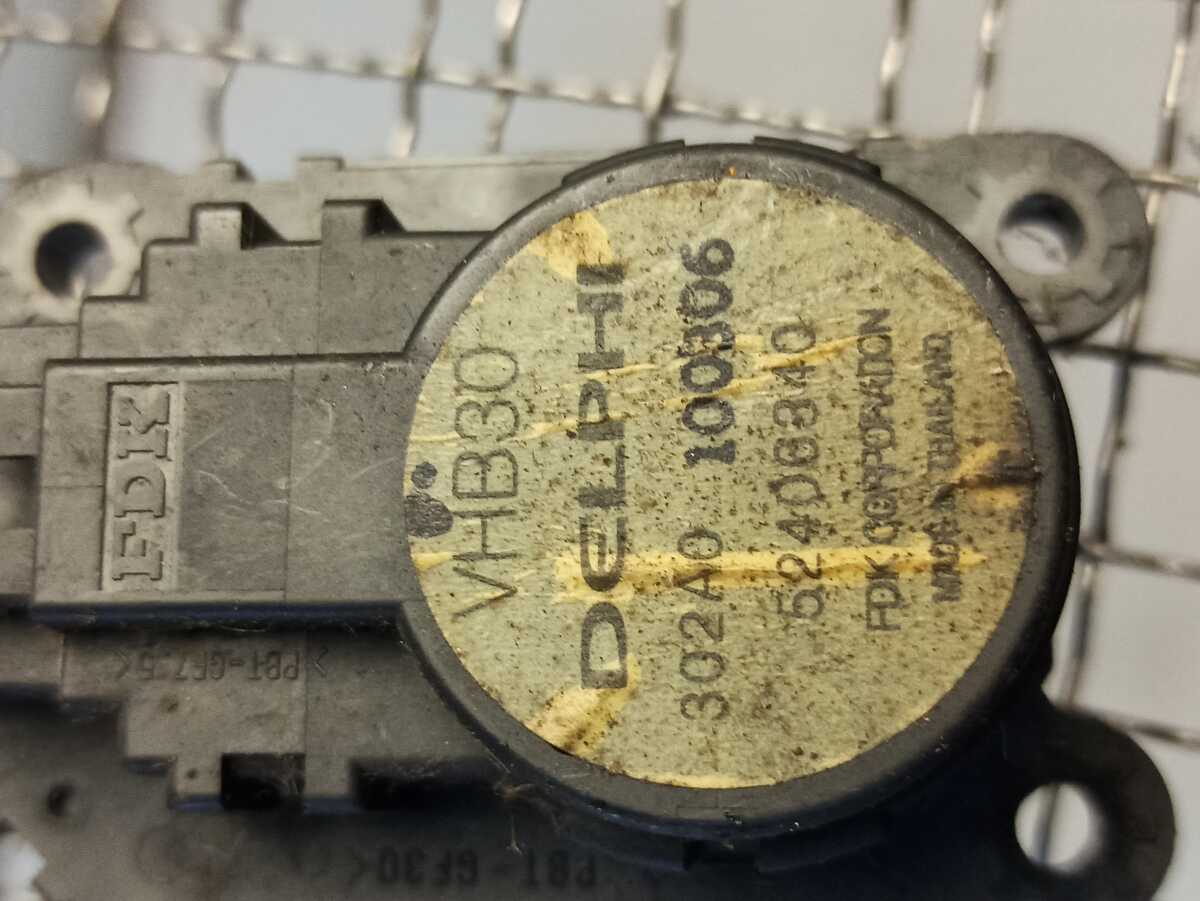 FDK
VHB30
DELPHI
302A0 100306
52406340
FDK CORPORATION
MADE IN THAILAND
>PBT-GF7.5<
PBT-GF30<